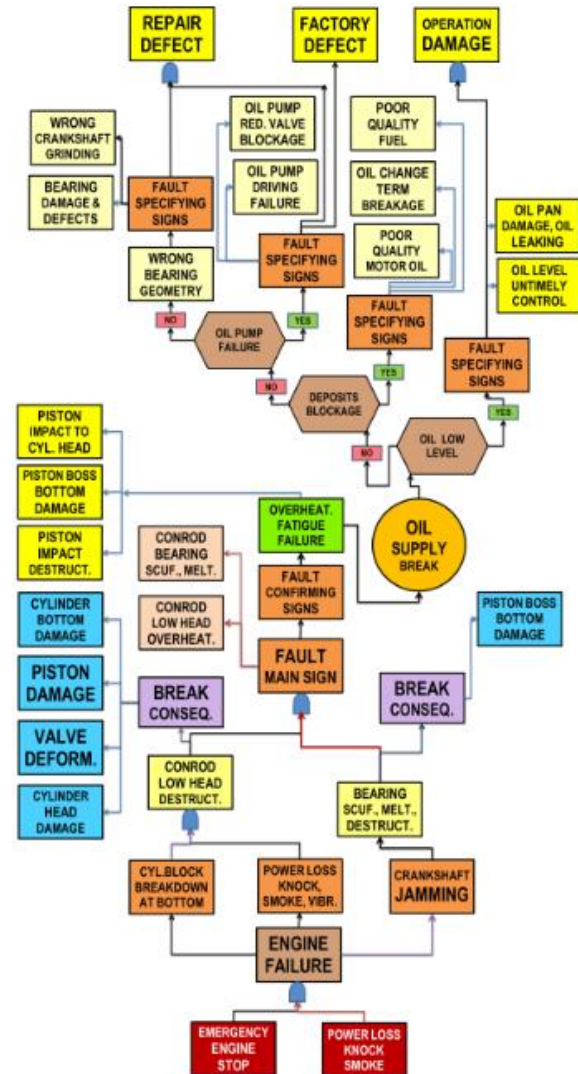 REPAIR
DEFECT
FACTORY
DEFECT
OPERATION
DAMAGE
WRONG
CRANKSHAFT
GRINDING
OIL PUMP
RED. VALVE
BLOCKAGE
POOR
QUALITY
FUEL
BEARING
DAMAGE &
DEFECTS
FAULT
SPECIFYING
SIGNS
OIL PUMP
DRIVING
FAILURE
OIL CHANGE
TERM
BREAKAGE
OIL PAN
DAMAGE, OIL
LEAKING
WRONG
BEARING
GEOMETRY
FAULT
SPECIFYING
SIGNS
POOR
QUALITY
MOTOR OIL
OIL LEVEL
UNTIMELY
CONTROL
NO
OIL PUMP
FAILURE
YES
FAULT
SPECIFYING
SIGNS
FAULT
SPECIFYING
SIGNS
NO
DEPOSITS
BLOCKAGE
YES
NO
OIL LOW
LEVEL
YES
PISTON
IMPACT TO
CYL. HEAD
PISTON BOSS
BOTTOM
DAMAGE
PISTON
IMPACT
DESTRUCT.
CONROD
BEARING
SCUF., MELT.
OVERHEAT.
FATIGUE
FAILURE
OIL
SUPPLY
BREAK
CYLINDER
BOTTOM
DAMAGE
CONROD
LOW HEAD
OVERHEAT.
FAULT
CONFIRMING
SIGNS
PISTON BOSS
BOTTOM
DAMAGE
PISTON
DAMAGE
BREAK
CONSEQ.
FAULT
MAIN SIGN
BREAK
CONSEQ.
VALVE
DEFORM.
CYLINDER
HEAD
DAMAGE
CONROD
LOW HEAD
DESTRUCT.
BEARING
SCUF., MELT.,
DESTRUCT.
CYL.BLOCK
BREAKDOWN
AT BOTTOM
POWER LOSS
KNOCK,
SMOKE, VIBR.
CRANKSHAFT
JAMMING
ENGINE
FAILURE
EMERGENCY
ENGINE
STOP
POWER LOSS
KNOCK
SMOKE